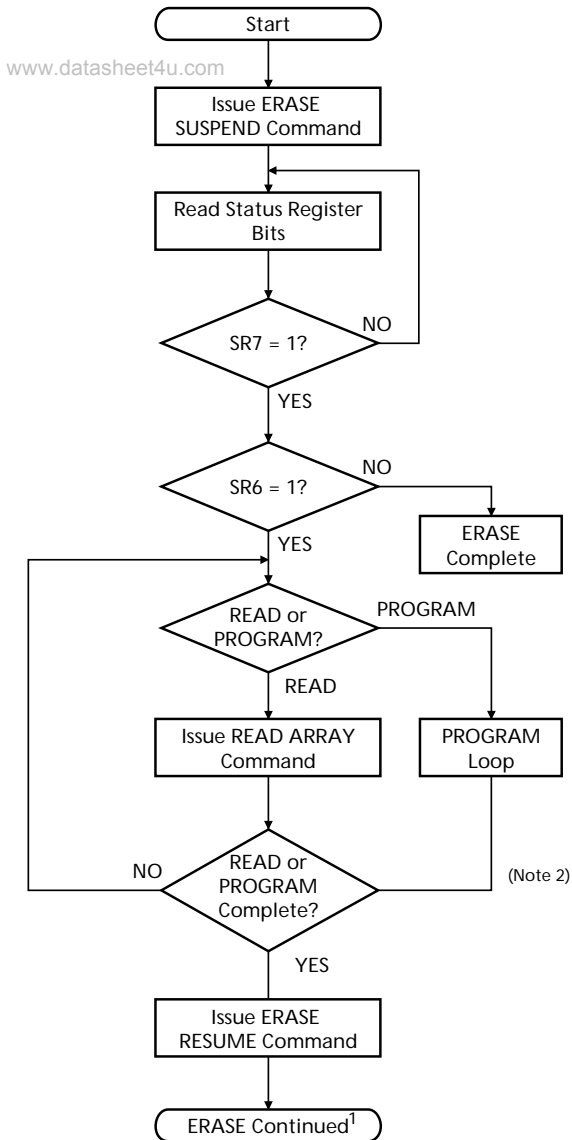 Start
www.datasheet4u.com
Issue ERASE
SUSPEND Command
Read Status Register
Bits
NO
SR7 = 1?
YES
NO
SR6 = 1?
ERASE
Complete
YES
READ or
PROGRAM?
PROGRAM
READ
Issue READ ARRAY
Command
PROGRAM
Loop
NO
READ or
PROGRAM
Complete?
(Note 2)
YES
Issue ERASE
RESUME Command
ERASE Continued1